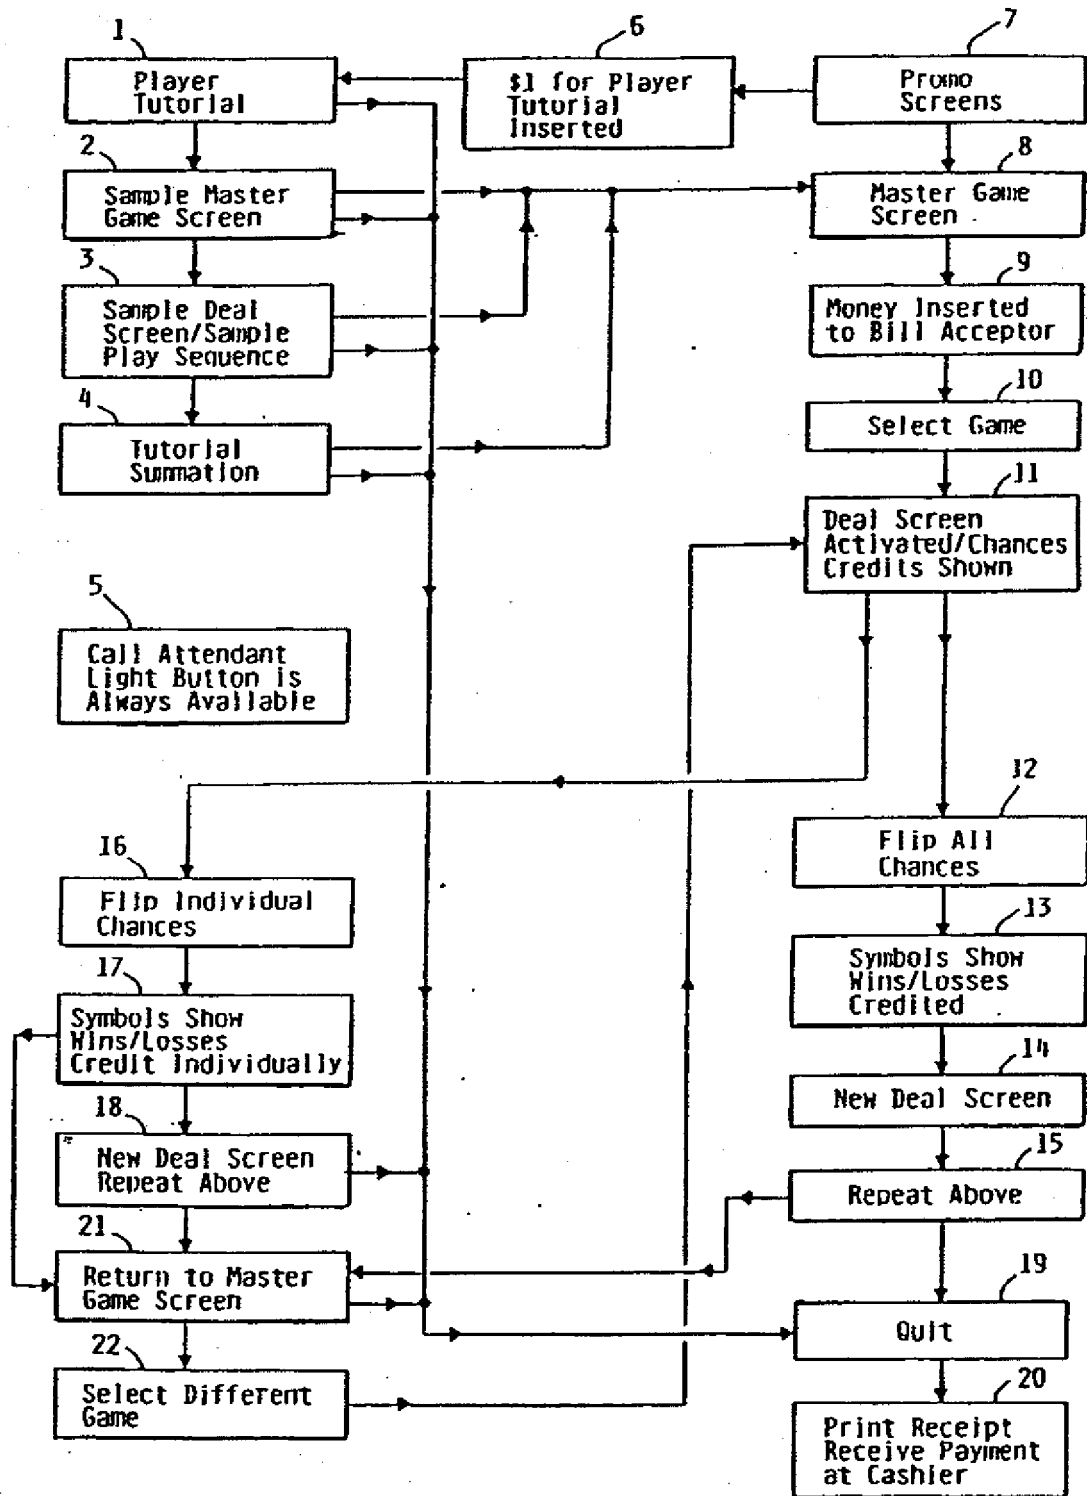 1
Player
Tutorial
6
$1 for Player
Tutorial
Inserted
7
Promo
Screens
2
Sample Master
Game Screen
8
Master Game
Screen
3
Sample Deal
Screen/Sample
Play Sequence
9
Money Inserted
to Bill Acceptor
4
Tutorial
Summation
10
Select Game
11
Deal Screen
Activated/Chances
Credits Shown
5
Call Attendant
Light Button is
Always Available
12
Flip All
Chances
16
Flip Individual
Chances
13
Symbols Show
Wins/Losses
Credited
17
Symbols Show
Wins/Losses
Credit Individually
14
New Deal Screen
18
New Deal Screen
Repeat Above
15
Repeat Above
21
Return to Master
Game Screen
19
Quit
22
Select Different
Game
20
Print Receipt
Receive Payment
at Cashier